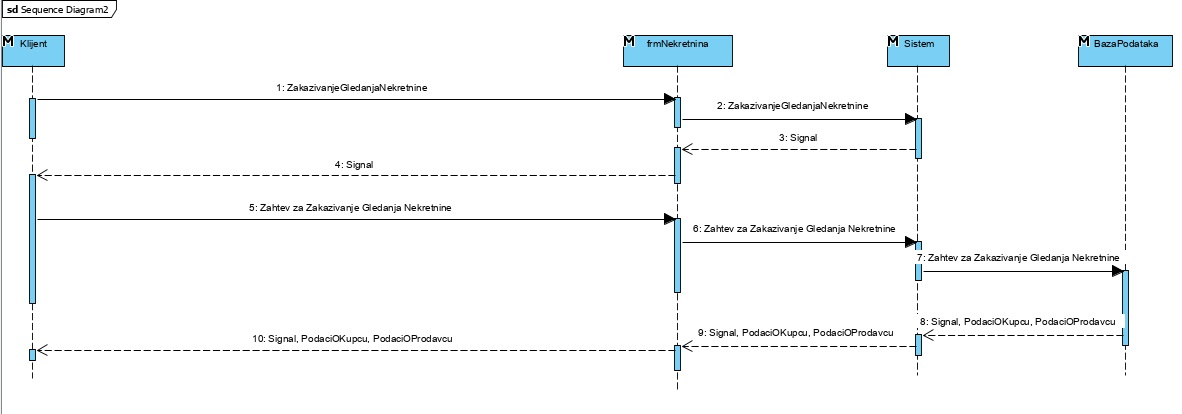 sd Sequence Diagram2
Klijent
frmNekretnina
Sistem
BazaPodataka
1: ZakazivanjeGledanjaNekretnine
2: ZakazivanjeGledanjaNekretnine
3: Signal
4: Signal
5: Zahtev za Zakazivanje Gledanja Nekretnine
6: Zahtev za Zakazivanje Gledanja Nekretnine
7: Zahtev za Zakazivanje Gledanja Nekretnine
8: Signal, PodaciOKupcu, PodaciOProdavcu
9: Signal, PodaciOKupcu, PodaciOProdavcu
10: Signal, PodaciOKupcu, PodaciOProdavcu